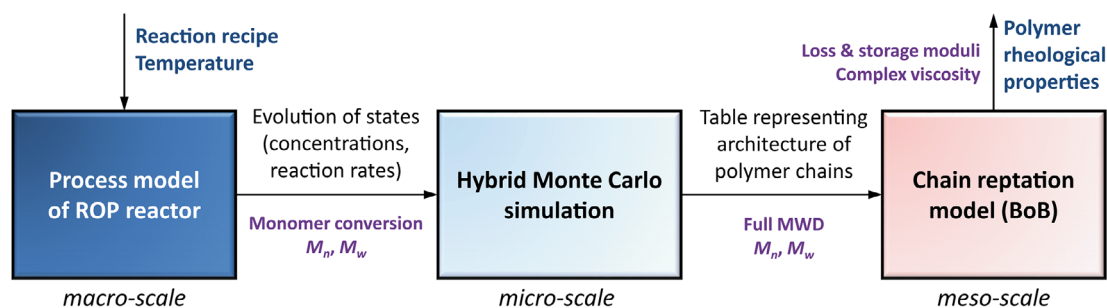 Reaction recipe
Temperature
Loss & storage moduli
Complex viscosity
Polymer
rheological
properties
Process model
of ROP reactor
Evolution of states
(concentrations,
reaction rates)
Monomer conversion
Mn, Mw
Hybrid Monte Carlo
simulation
Table representing
architecture of
polymer chains
Full MWD
Mn, Mw
Chain reptation
model (BoB)
macro-scale
micro-scale
meso-scale